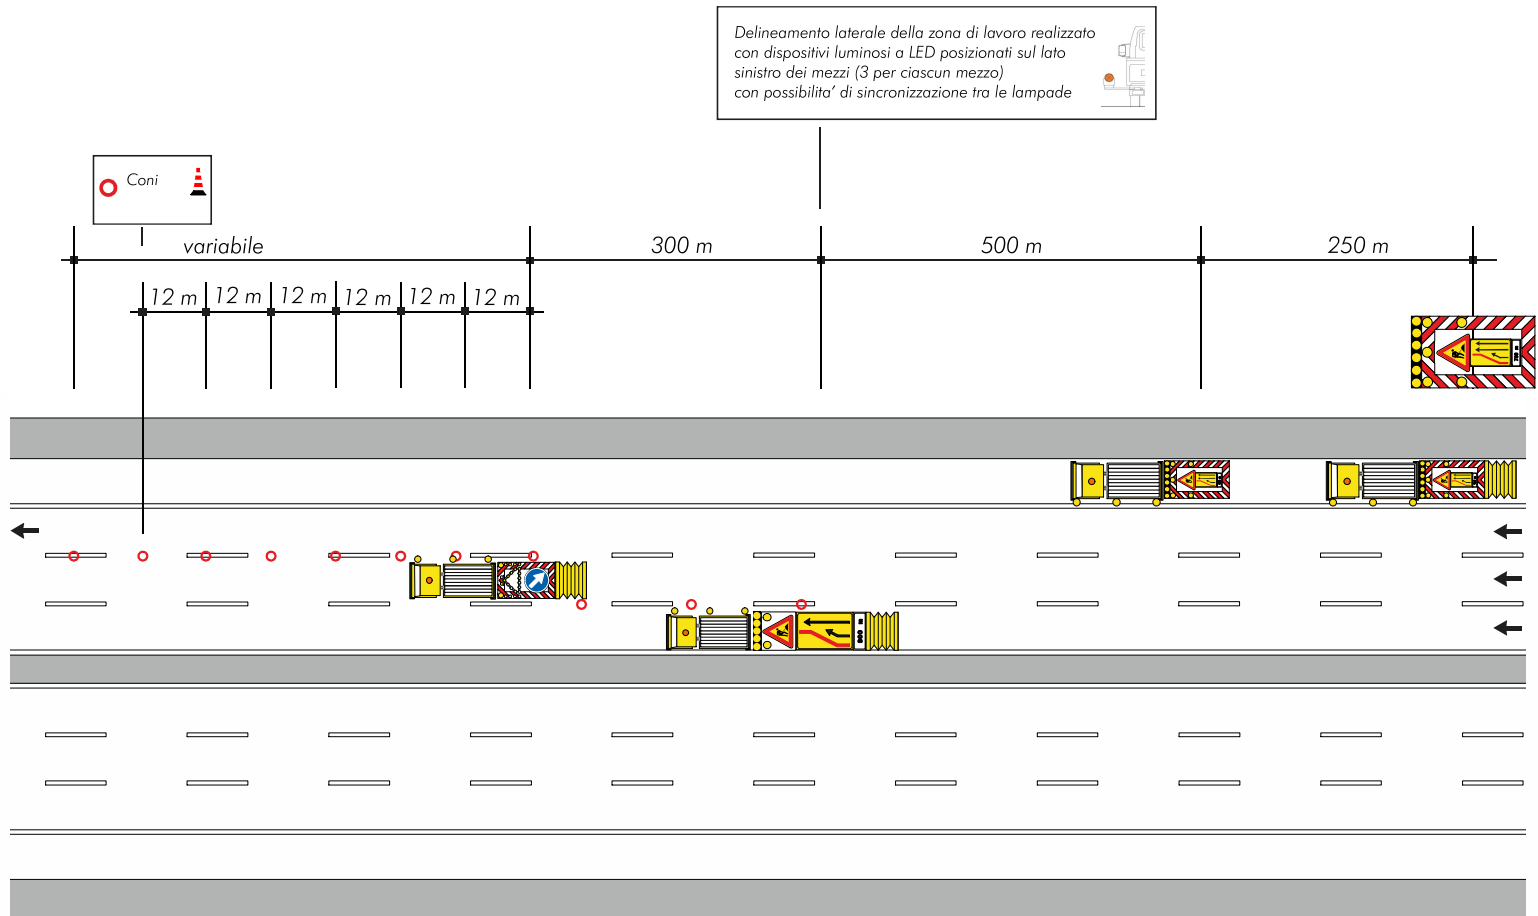 Delineamento laterale della zona di lavoro realizzato
con dispositivi luminosi a LED posizionati sul lato
sinistro dei mezzi (3 per ciascun mezzo)
con possibilita' di sincronizzazione tra le lampade
Coni
variabile
300 m
500 m
250 m
12 m
12 m
12 m
12 m
12 m
12 m